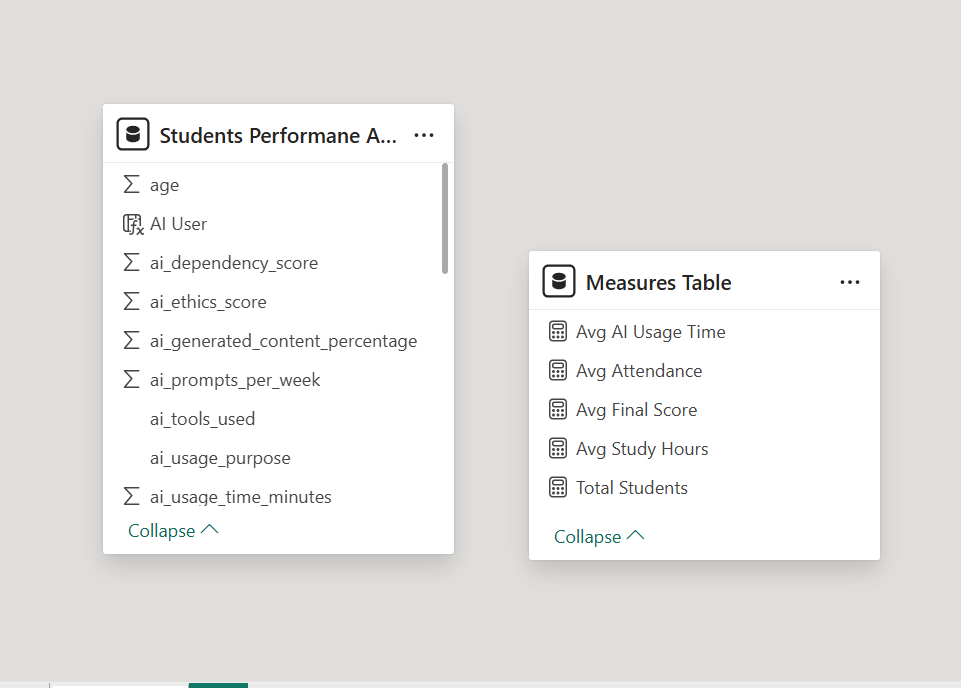 Students Performane A...
age
AI User
ai_dependency_score
ai_ethics_score
ai_generated_content_percentage
ai_prompts_per_week
ai_tools_used
ai_usage_purpose
ai_usage_time_minutes
Collapse
Measures Table
Avg AI Usage Time
Avg Attendance
Avg Final Score
Avg Study Hours
Total Students
Collapse